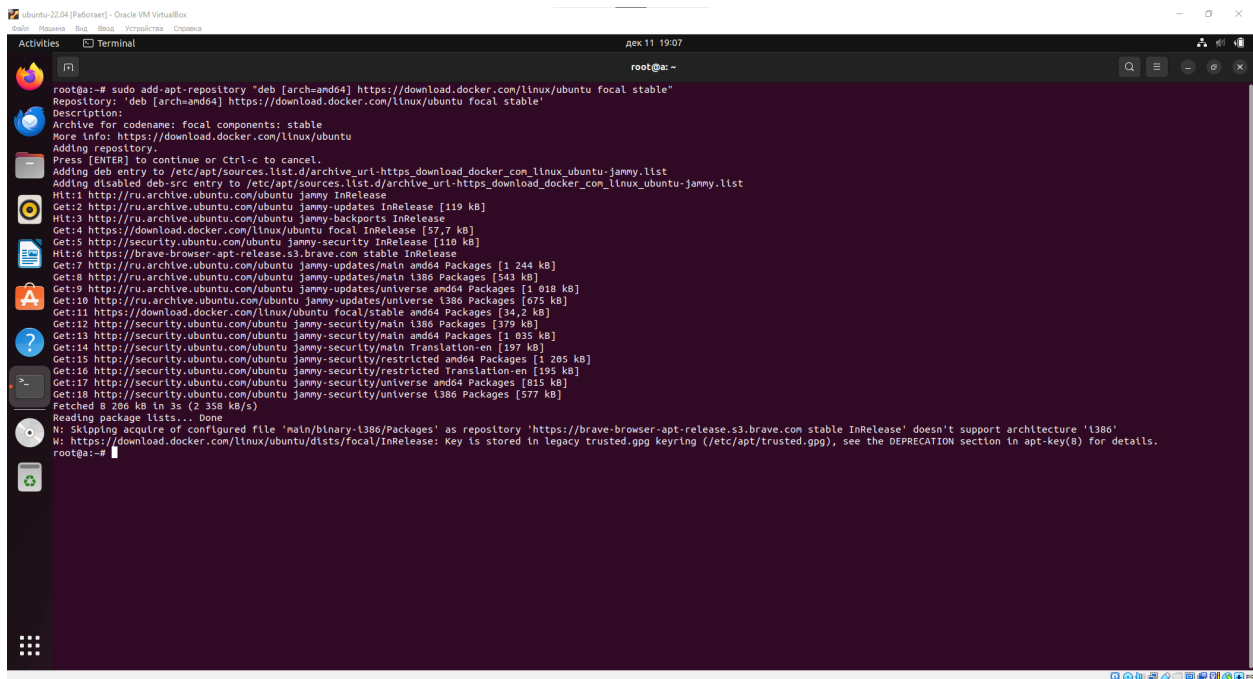 ubuntu-22.04 [Работает] - Oracle VM VirtualBox
Файл Машина Вид Ввод Устройства Справка
Activities Terminal дек 11 19:07
root@a: ~
root@a:~# sudo add-apt-repository "deb [arch=amd64] https://download.docker.com/linux/ubuntu focal stable"
Repository: 'deb [arch=amd64] https://download.docker.com/linux/ubuntu focal stable'
Description:
Archive for codename: focal components: stable
More info: https://download.docker.com/linux/ubuntu
Adding repository.
Press [ENTER] to continue or Ctrl-c to cancel.
Adding deb entry to /etc/apt/sources.list.d/archive_uri-https_download_docker_com_linux_ubuntu-jammy.list
Adding disabled deb-src entry to /etc/apt/sources.list.d/archive_uri-https_download_docker_com_linux_ubuntu-jammy.list
Hit:1 http://ru.archive.ubuntu.com/ubuntu jammy InRelease
Get:2 http://ru.archive.ubuntu.com/ubuntu jammy-updates InRelease [119 kB]
Hit:3 http://ru.archive.ubuntu.com/ubuntu jammy-backports InRelease
Get:4 https://download.docker.com/linux/ubuntu focal InRelease [57,7 kB]
Get:5 http://security.ubuntu.com/ubuntu jammy-security InRelease [110 kB]
Hit:6 https://brave-browser-apt-release.s3.brave.com stable InRelease
Get:7 http://ru.archive.ubuntu.com/ubuntu jammy-updates/main amd64 Packages [1 244 kB]
Get:8 http://ru.archive.ubuntu.com/ubuntu jammy-updates/main i386 Packages [543 kB]
Get:9 http://ru.archive.ubuntu.com/ubuntu jammy-updates/universe amd64 Packages [1 018 kB]
Get:10 http://ru.archive.ubuntu.com/ubuntu jammy-updates/universe i386 Packages [675 kB]
Get:11 https://download.docker.com/linux/ubuntu focal/stable amd64 Packages [34,2 kB]
Get:12 http://security.ubuntu.com/ubuntu jammy-security/main i386 Packages [379 kB]
Get:13 http://security.ubuntu.com/ubuntu jammy-security/main amd64 Packages [1 035 kB]
Get:14 http://security.ubuntu.com/ubuntu jammy-security/main Translation-en [197 kB]
Get:15 http://security.ubuntu.com/ubuntu jammy-security/restricted amd64 Packages [1 205 kB]
Get:16 http://security.ubuntu.com/ubuntu jammy-security/restricted Translation-en [195 kB]
Get:17 http://security.ubuntu.com/ubuntu jammy-security/universe amd64 Packages [815 kB]
Get:18 http://security.ubuntu.com/ubuntu jammy-security/universe i386 Packages [577 kB]
Fetched 8 206 kB in 3s (2 358 kB/s)
Reading package lists... Done
N: Skipping acquire of configured file 'main/binary-i386/Packages' as repository 'https://brave-browser-apt-release.s3.brave.com stable InRelease' doesn't support architecture 'i386'
W: https://download.docker.com/linux/ubuntu/dists/focal/InRelease: Key is stored in legacy trusted.gpg keyring (/etc/apt/trusted.gpg), see the DEPRECATION section in apt-key(8) for details.
root@a:~#